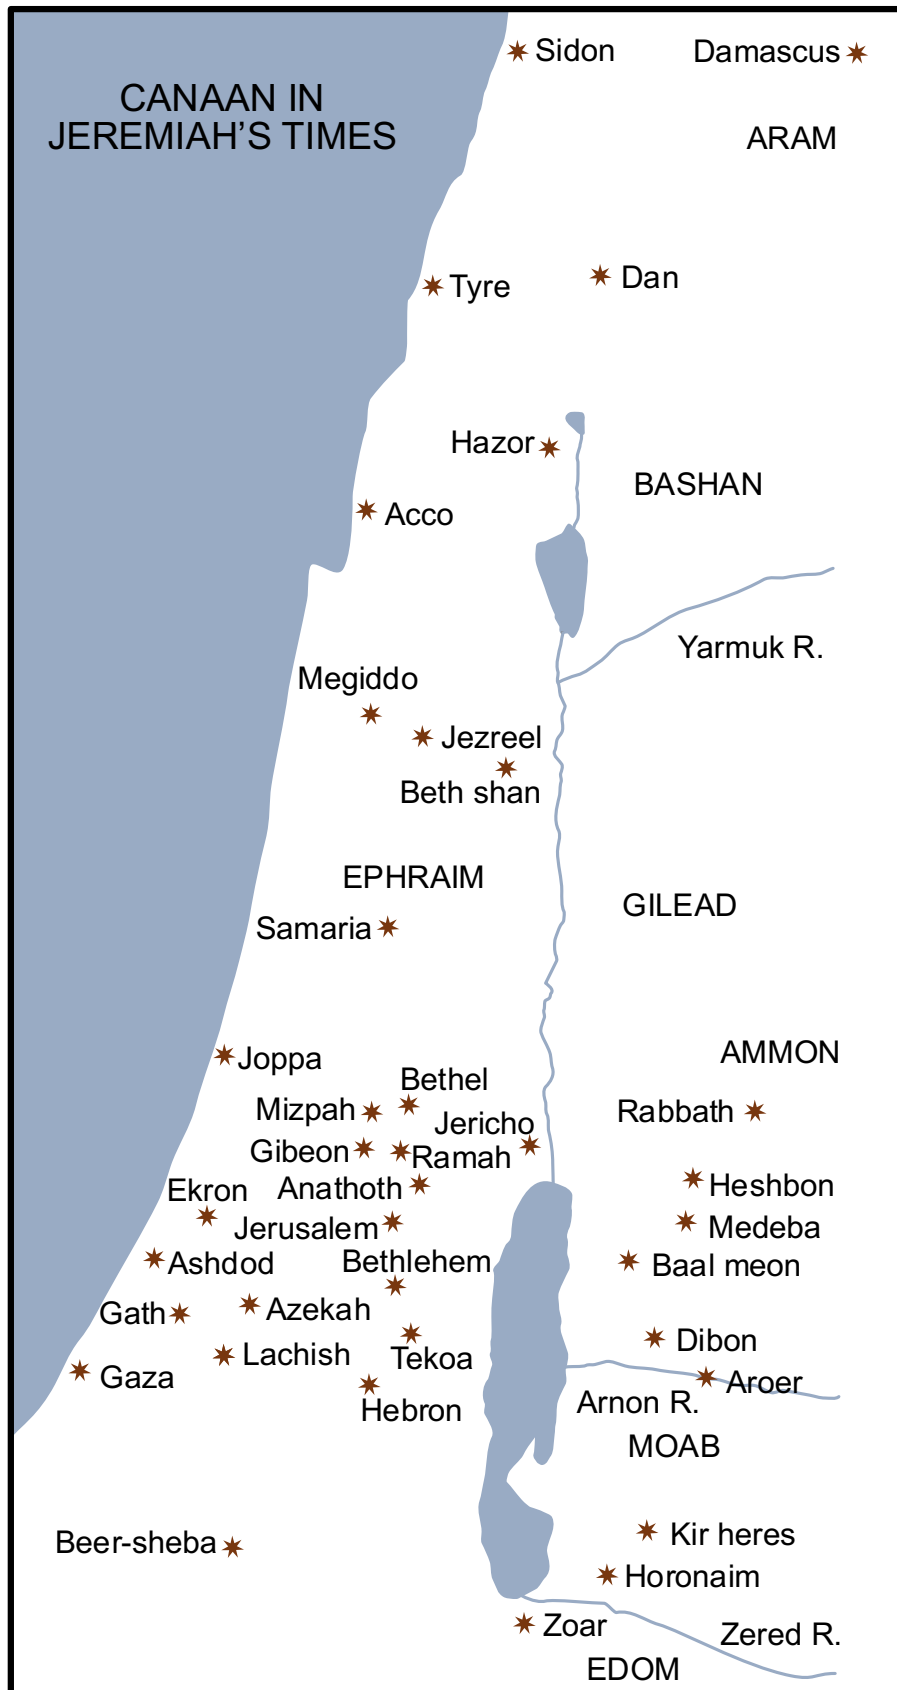 CANAAN IN
JEREMIAH'S TIMES
Sidon
Damascus
ARAM
Tyre
Dan
Hazor
BASHAN
Acco
Yarmuk R.
Megiddo
Jezreel
Beth shan
EPHRAIM
GILEAD
Samaria
Joppa
AMMON
Bethel
Mizpah
Rabbath
Jericho
Gibeon
Ramah
Anathoth
Heshbon
Ekron
Jerusalem
Medeba
Ashdod
Bethlehem
Baal meon
Gath
Azekah
Dibon
Lachish
Tekoa
Gaza
Aroer
Hebron
Arnon R.
MOAB
Beer-sheba
Kir heres
Horonaim
Zoar
Zered R.
EDOM